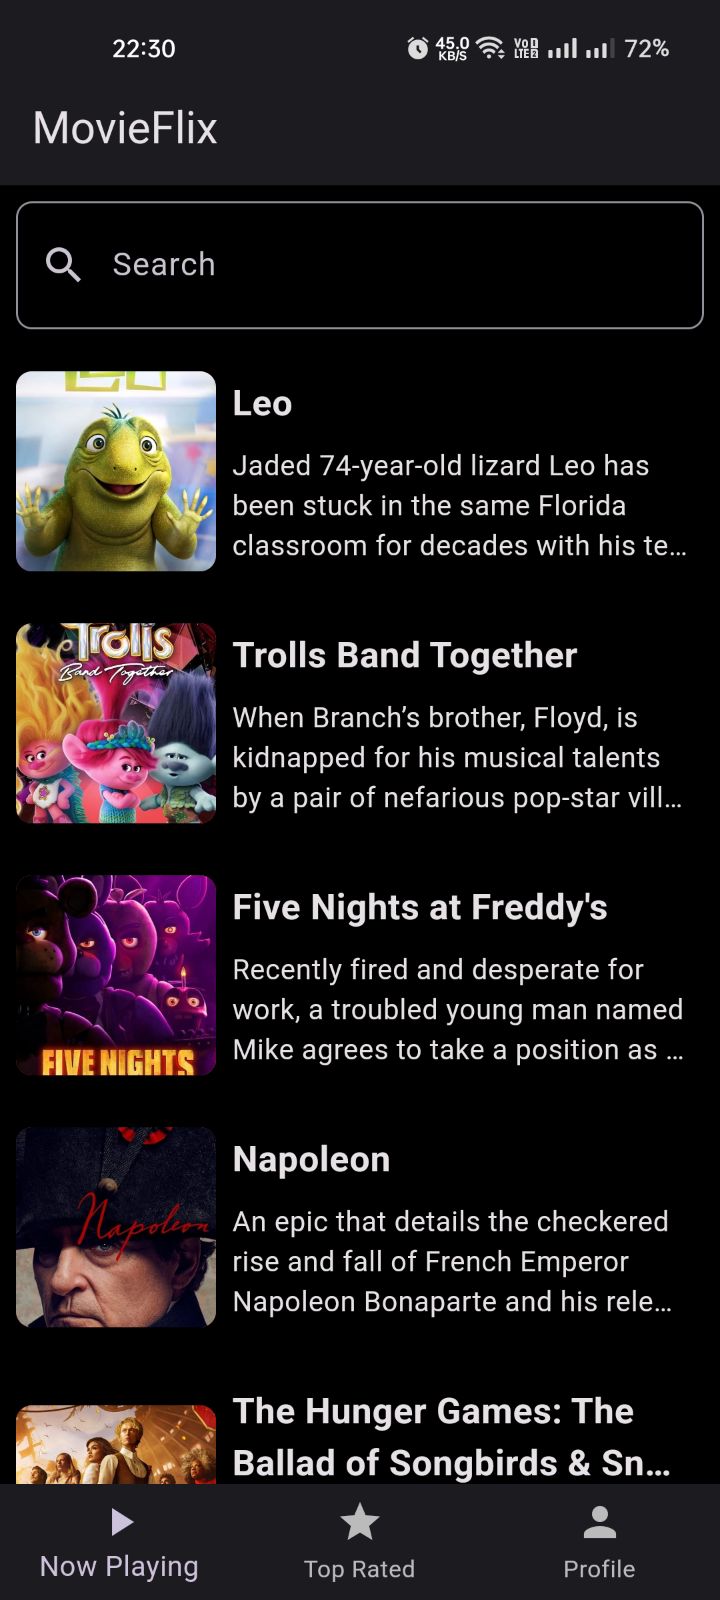 22:30
45.0
KB/S
Vo 1
LTE 2
72%
MovieFlix
Search
Leo
Jaded 74-year-old lizard Leo has
been stuck in the same Florida
classroom for decades with his te…
Trolls
Band Together
Trolls Band Together
When Branch’s brother, Floyd, is
kidnapped for his musical talents
by a pair of nefarious pop-star vill…
FIVE NIGHTS
Five Nights at Freddy's
Recently fired and desperate for
work, a troubled young man named
Mike agrees to take a position as …
Napoleon
Napoleon
An epic that details the checkered
rise and fall of French Emperor
Napoleon Bonaparte and his rele…
The Hunger Games: The
Ballad of Songbirds & Sn…
Now Playing
Top Rated
Profile